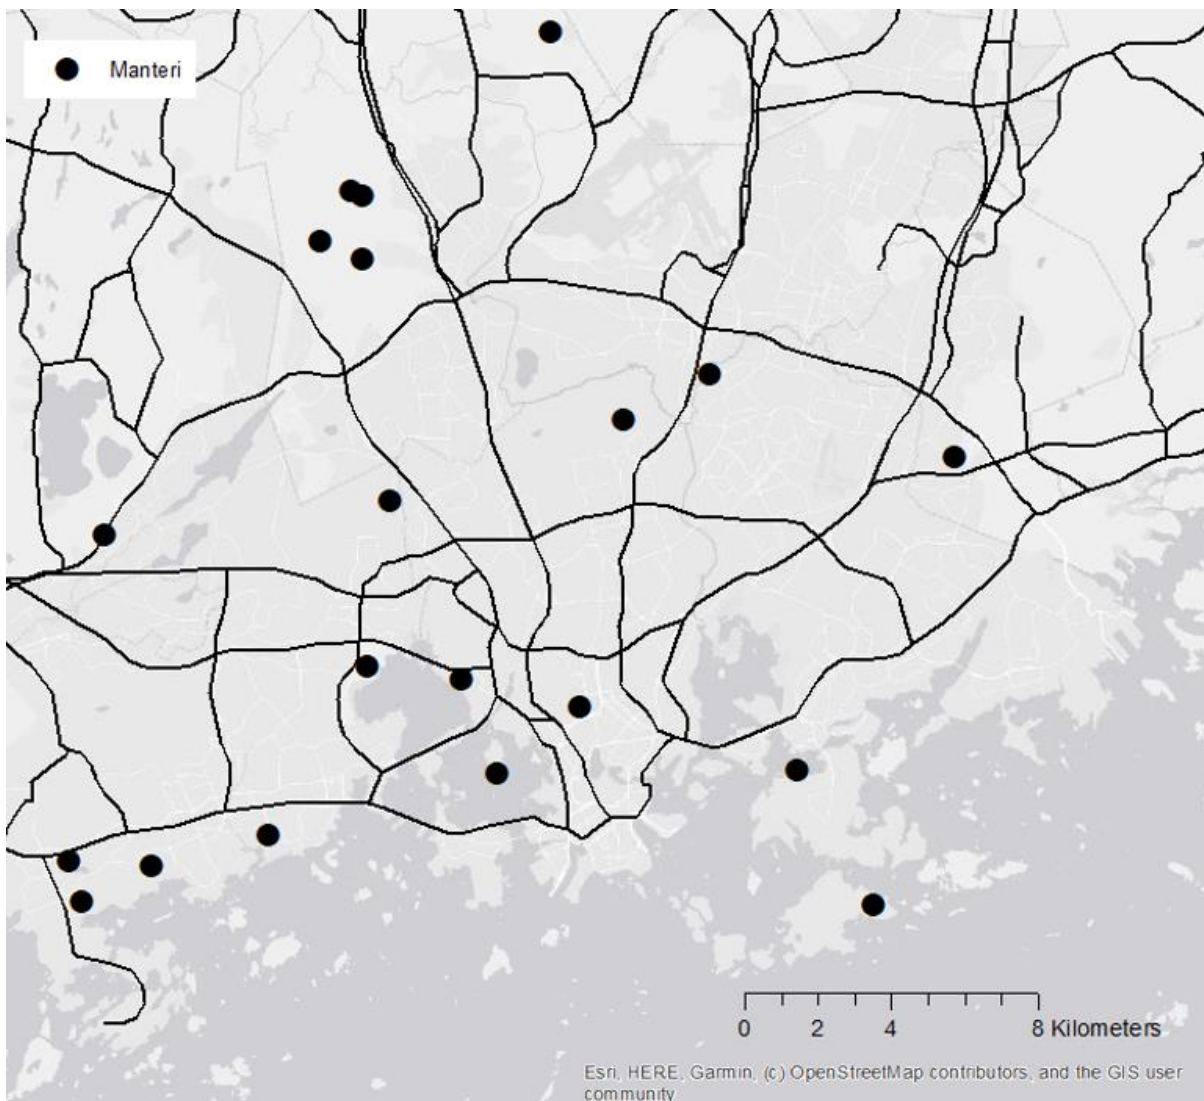 Manteri
0 2 4 8 Kilometers
Esri, HERE, Garmin, (c) OpenStreetMap contributors, and the GIS user
community